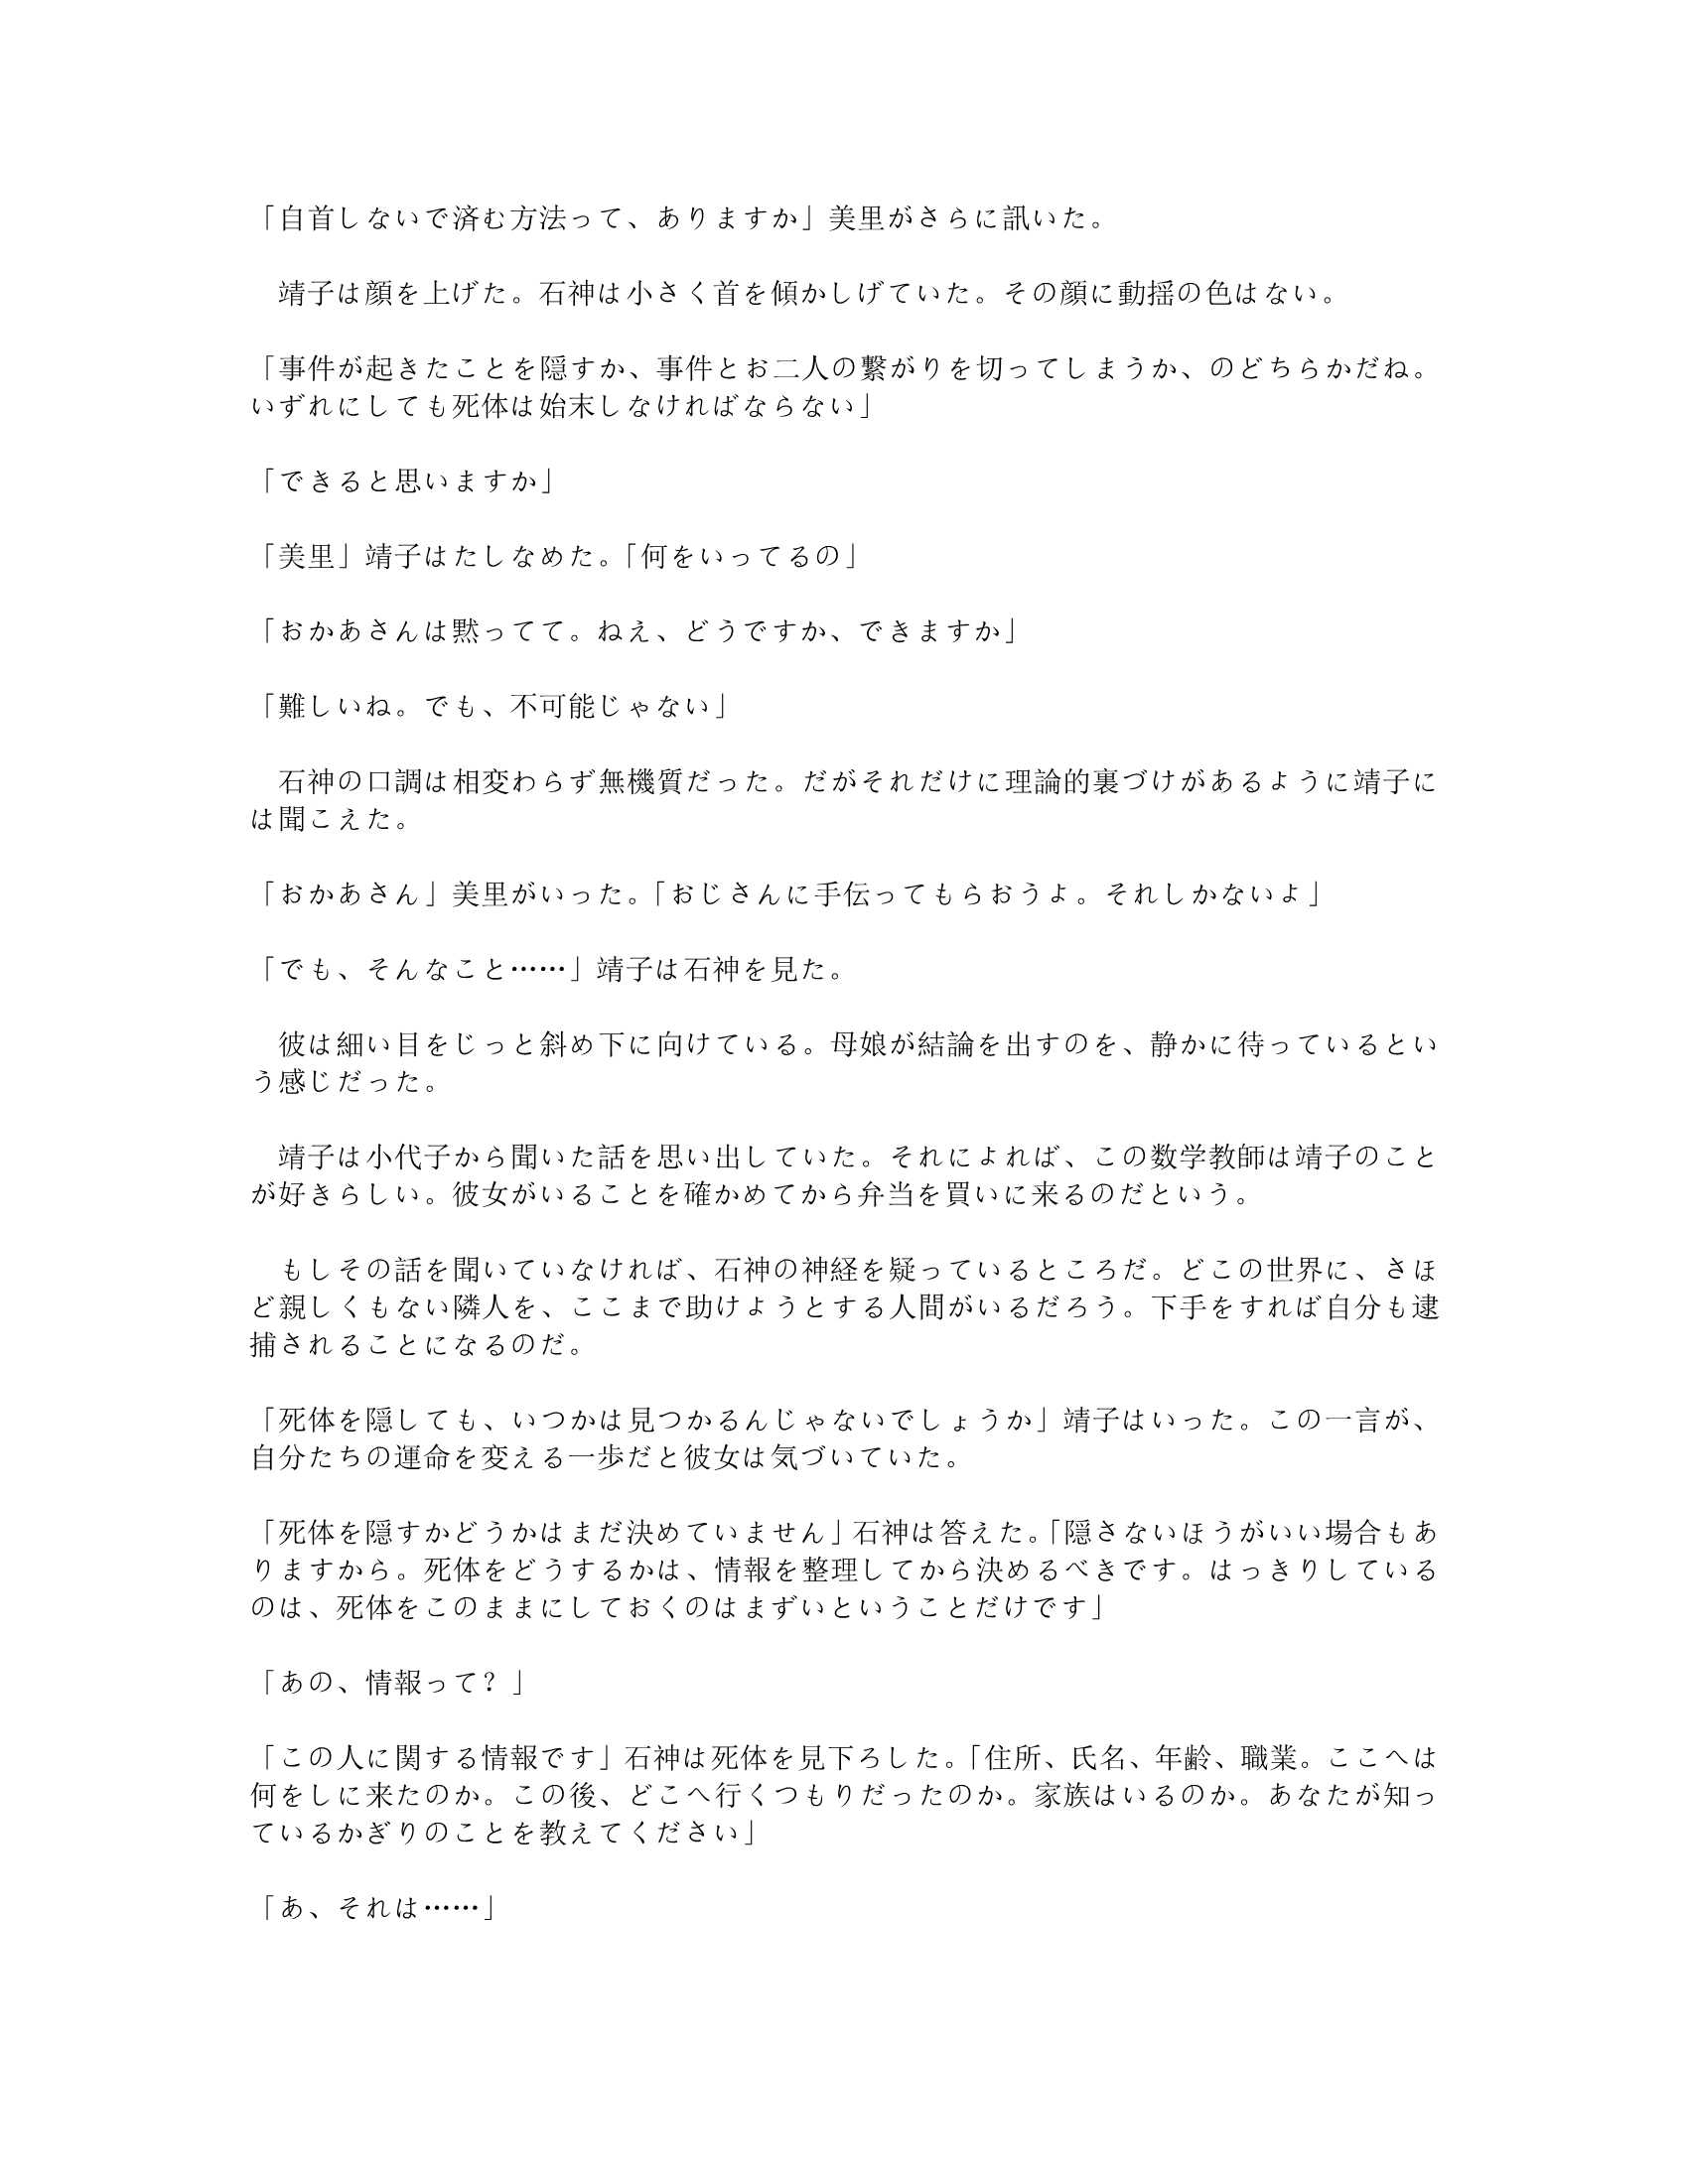 「自首しないで済む方法って、ありますか」美里がさらに訊いた。
　靖子は顔を上げた。石神は小さく首を傾かしげていた。その顔に動揺の色はない。
「事件が起きたことを隠すか、事件とお二人の繋がりを切ってしまうか、のどちらかだね。
いずれにしても死体は始末しなければならない」
「できると思いますか」
「美里」靖子はたしなめた。「何をいってるの」
「おかあさんは黙ってて。ねえ、どうですか、できますか」
「難しいね。でも、不可能じゃない」
　石神の口調は相変わらず無機質だった。だがそれだけに理論的裏づけがあるように靖子に
は聞こえた。
「おかあさん」美里がいった。「おじさんに手伝ってもらおうよ。それしかないよ」
「でも、そんなこと……」靖子は石神を見た。
　彼は細い目をじっと斜め下に向けている。母娘が結論を出すのを、静かに待っているとい
う感じだった。
　靖子は小代子から聞いた話を思い出していた。それによれば、この数学教師は靖子のこと
が好きらしい。彼女がいることを確かめてから弁当を買いに来るのだという。
　もしその話を聞いていなければ、石神の神経を疑っているところだ。どこの世界に、さほ
ど親しくもない隣人を、ここまで助けようとする人間がいるだろう。下手をすれば自分も逮
捕されることになるのだ。
「死体を隠しても、いつかは見つかるんじゃないでしょうか」靖子はいった。この一言が、
自分たちの運命を変える一歩だと彼女は気づいていた。
「死体を隠すかどうかはまだ決めていません」石神は答えた。「隠さないほうがいい場合もあ
りますから。死体をどうするかは、情報を整理してから決めるべきです。はっきりしている
のは、死体をこのままにしておくのはまずいということだけです」
「あの、情報って？」
「この人に関する情報です」石神は死体を見下ろした。「住所、氏名、年齢、職業。ここへは
何をしに来たのか。この後、どこへ行くつもりだったのか。家族はいるのか。あなたが知っ
ているかぎりのことを教えてください」
「あ、それは……」